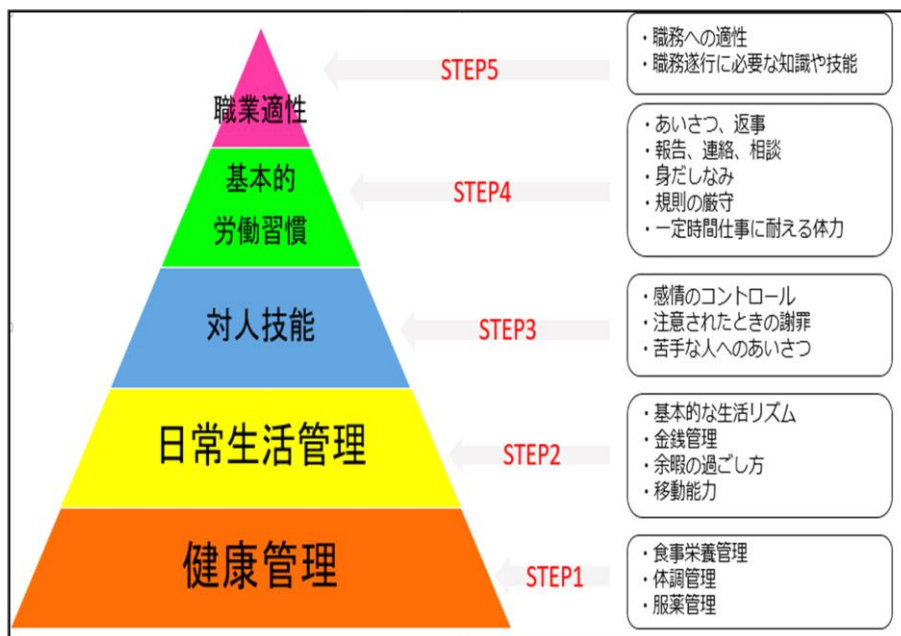 職業適性
STEP5
・職務への適性
・職務遂行に必要な知識や技能
基本的
労働習慣
STEP4
・あいさつ、返事
・報告、連絡、相談
・身だしなみ
・規則の厳守
・一定時間仕事に耐える体力
対人技能
STEP3
・感情のコントロール
・注意されたときの謝罪
・苦手な人へのあいさつ
日常生活管理
STEP2
・基本的な生活リズム
・金銭管理
・余暇の過ごし方
・移動能力
健康管理
STEP1
・食事栄養管理
・体調管理
・服薬管理